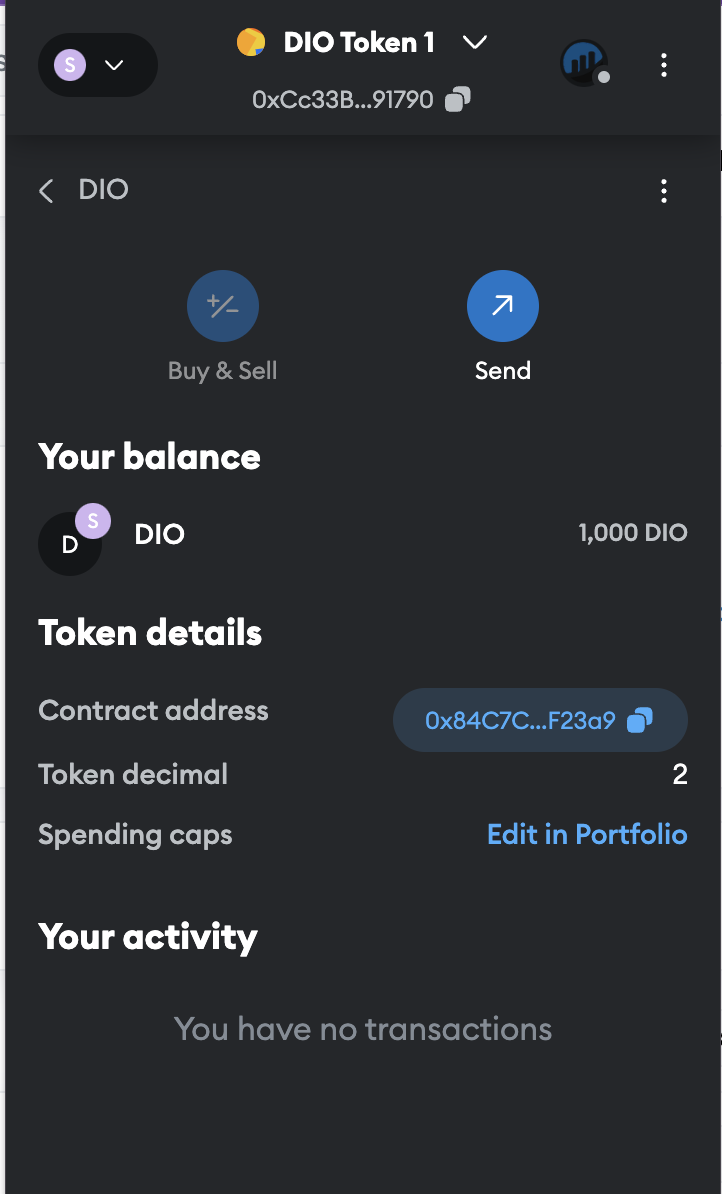 S
DIO Token 1
0xCc33B...91790
DIO
Buy & Sell
Send
Your balance
D
S
DIO
1,000 DIO
Token details
Contract address
0x84C7C...F23a9
Token decimal
2
Spending caps
Edit in Portfolio
Your activity
You have no transactions